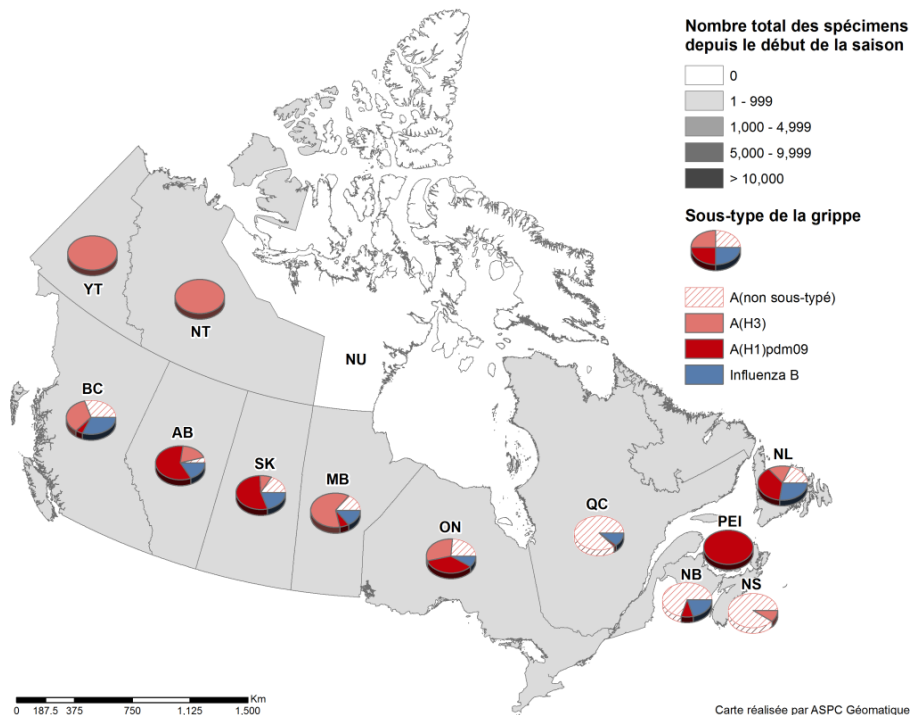 Nombre total des spécimens
depuis le début de la saison
0
1 - 999
1,000 - 4,999
5,000 - 9,999
> 10,000
Sous-type de la grippe
A(non sous-typé)
A(H3)
A(H1)pdm09
Influenza B
YT
NT
NU
BC
AB
SK
MB
ON
QC
NL
PEI
NB
NS
Km
0 187.5 375 750 1,125 1,500
Carte réalisée par ASPC Géomatique